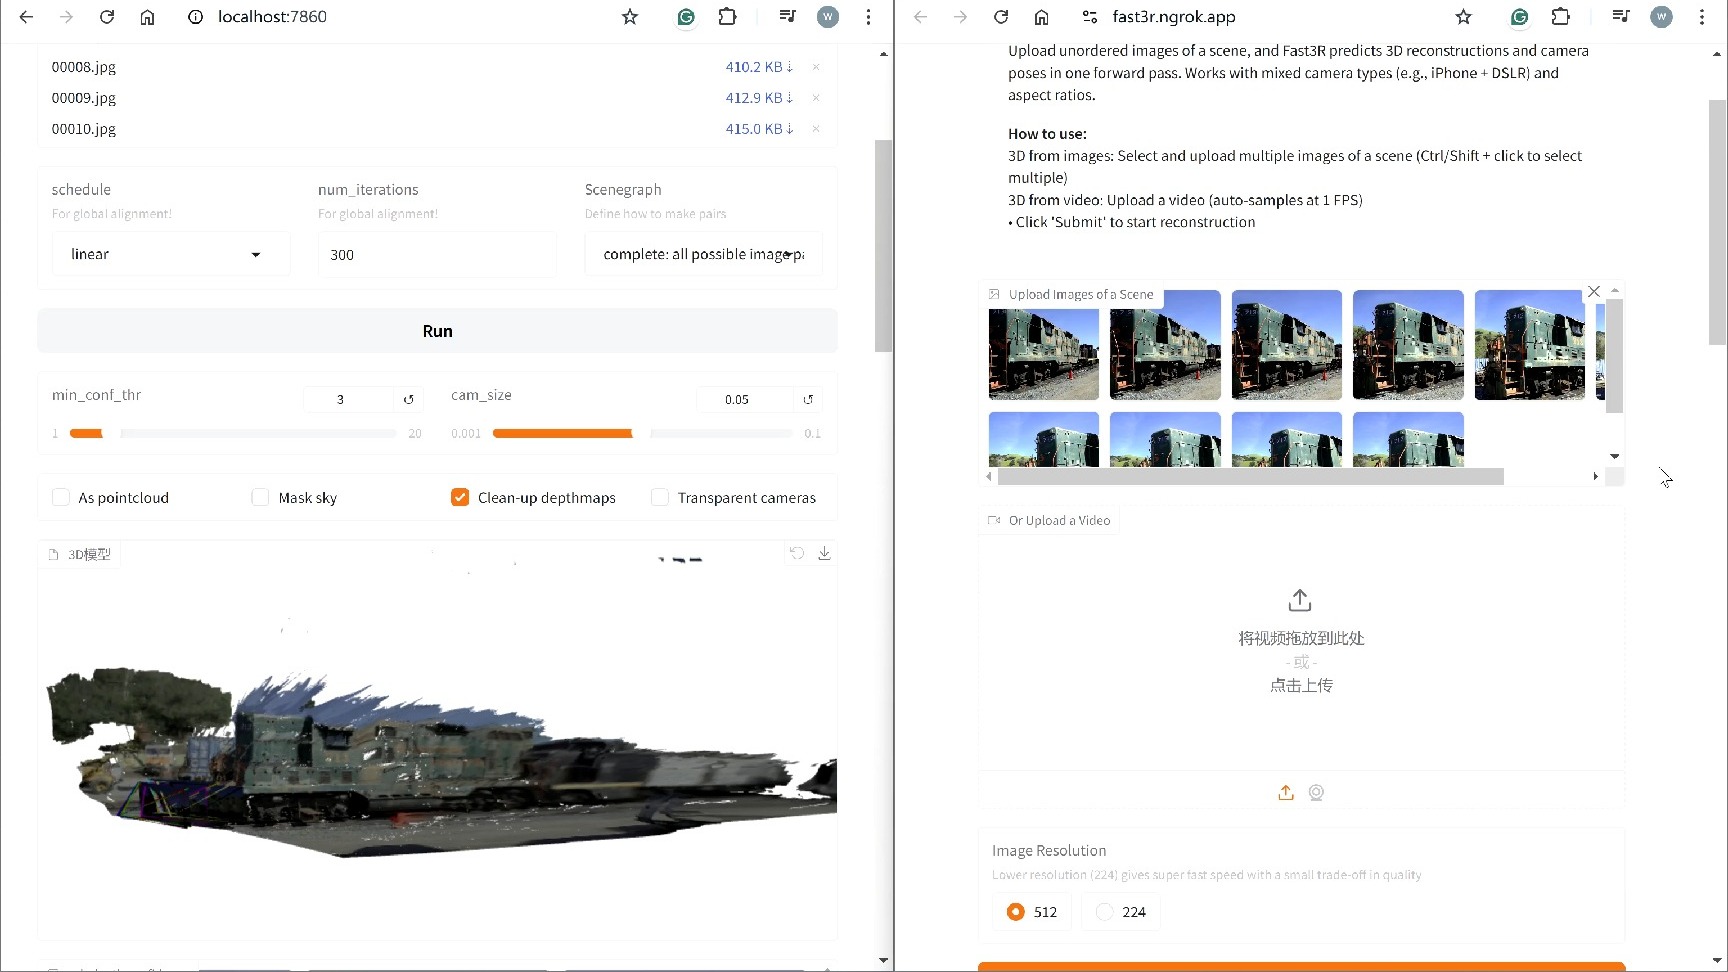 localhost:7860
W
00008.jpg
410.2 KB
00009.jpg
412.9 KB
00010.jpg
415.0 KB
schedule
For global alignment!
linear
num_iterations
For global alignment!
300
Scenegraph
Define how to make pairs
complete: all possible image pa
Run
min_conf_thr
3
1
20
cam_size
0.05
0.001
0.1
As pointcloud
Mask sky
Clean-up depthmaps
Transparent cameras
3D模型
fast3r.ngrok.app
W
Upload unordered images of a scene, and Fast3R predicts 3D reconstructions and camera
poses in one forward pass. Works with mixed camera types (e.g., iPhone + DSLR) and
aspect ratios.
How to use:
3D from images: Select and upload multiple images of a scene (Ctrl/Shift + click to select
multiple)
3D from video: Upload a video (auto-samples at 1 FPS)
• Click 'Submit' to start reconstruction
Upload Images of a Scene
Or Upload a Video
将视频拖放到此处
- 或 -
点击上传
Image Resolution
Lower resolution (224) gives super fast speed with a small trade-off in quality
512
224